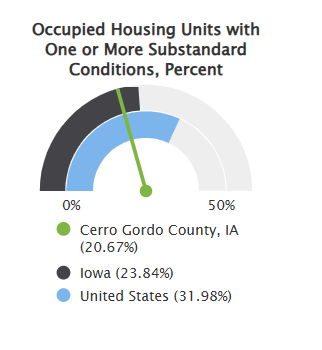 Occupied Housing Units with
One or More Substandard
Conditions, Percent
0%
50%
Cerro Gordo County, IA
(20.67%)
Iowa (23.84%)
United States (31.98%)